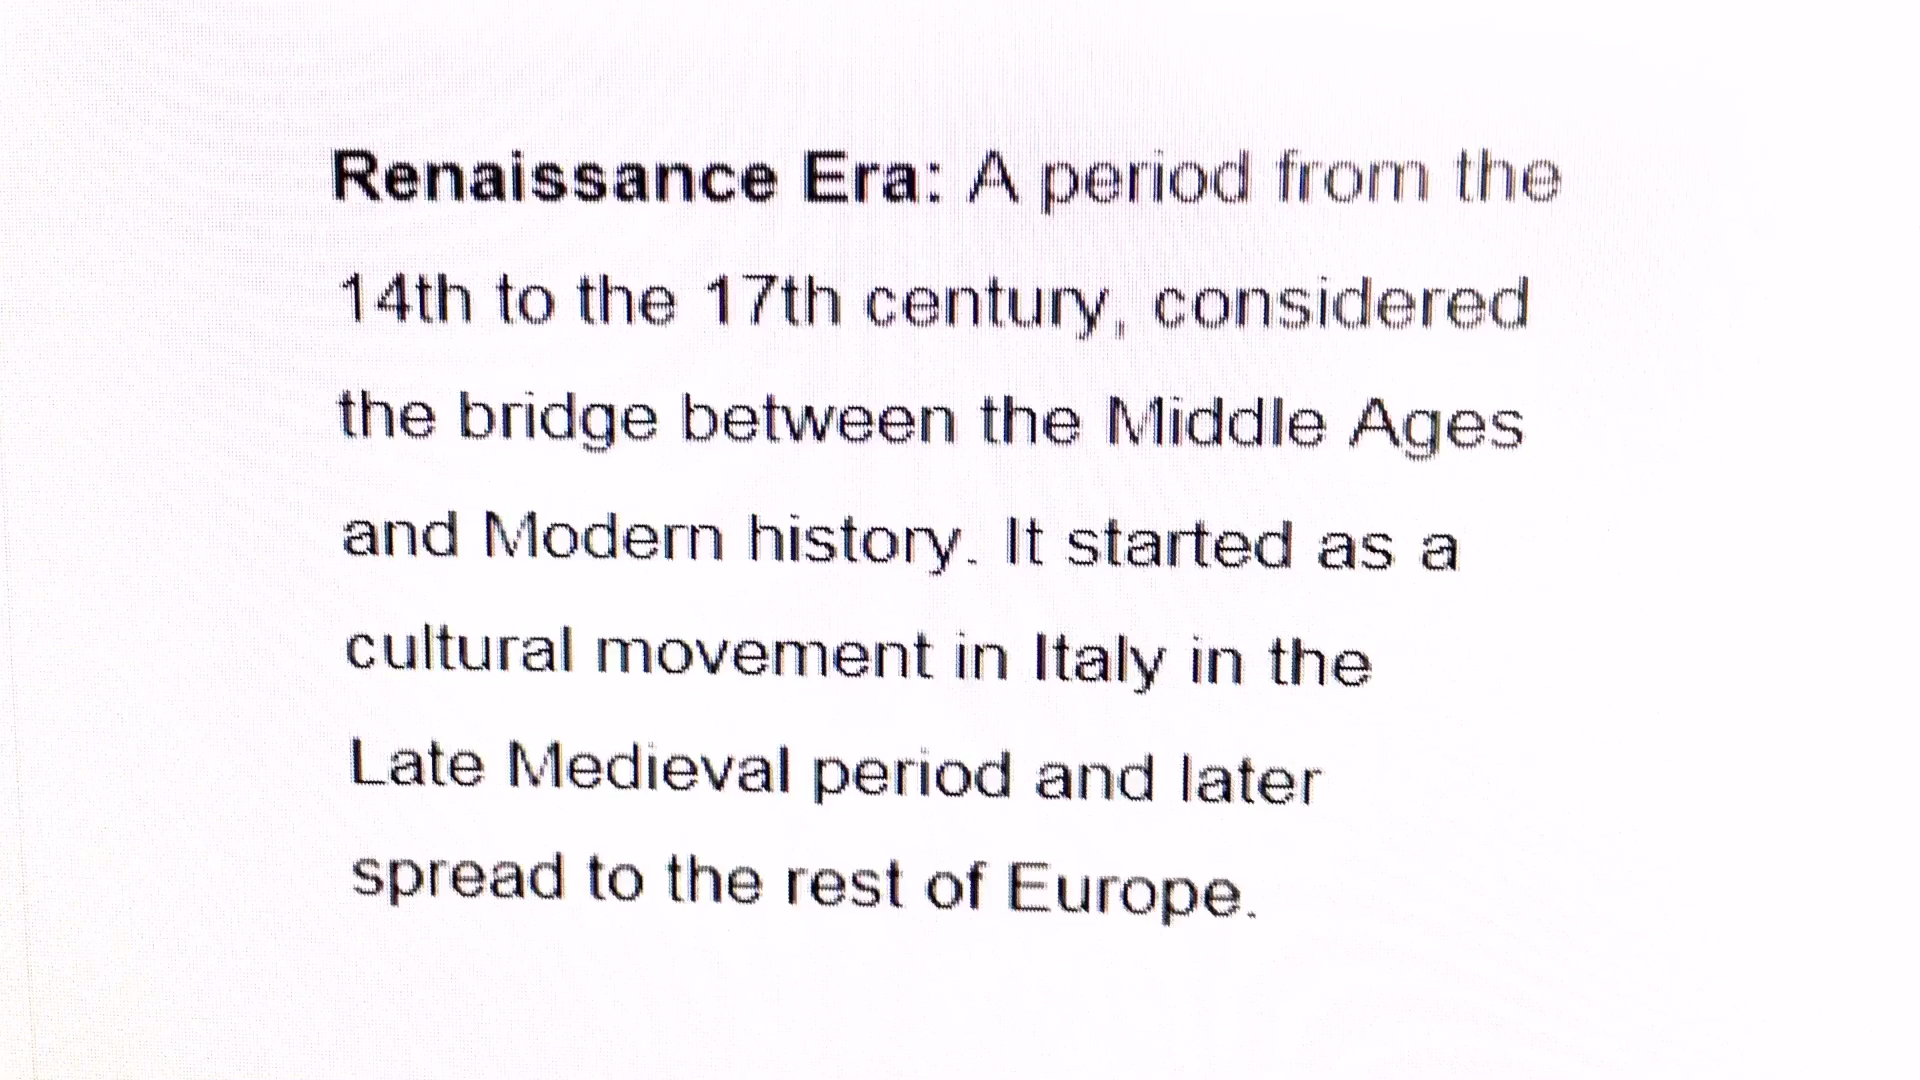 Renaissance Era: A period from the
14th to the 17th century, considered
the bridge between the Middle Ages
and Modern history. It started as a
cultural movement in Italy in the
Late Medieval period and later
spread to the rest of Europe.